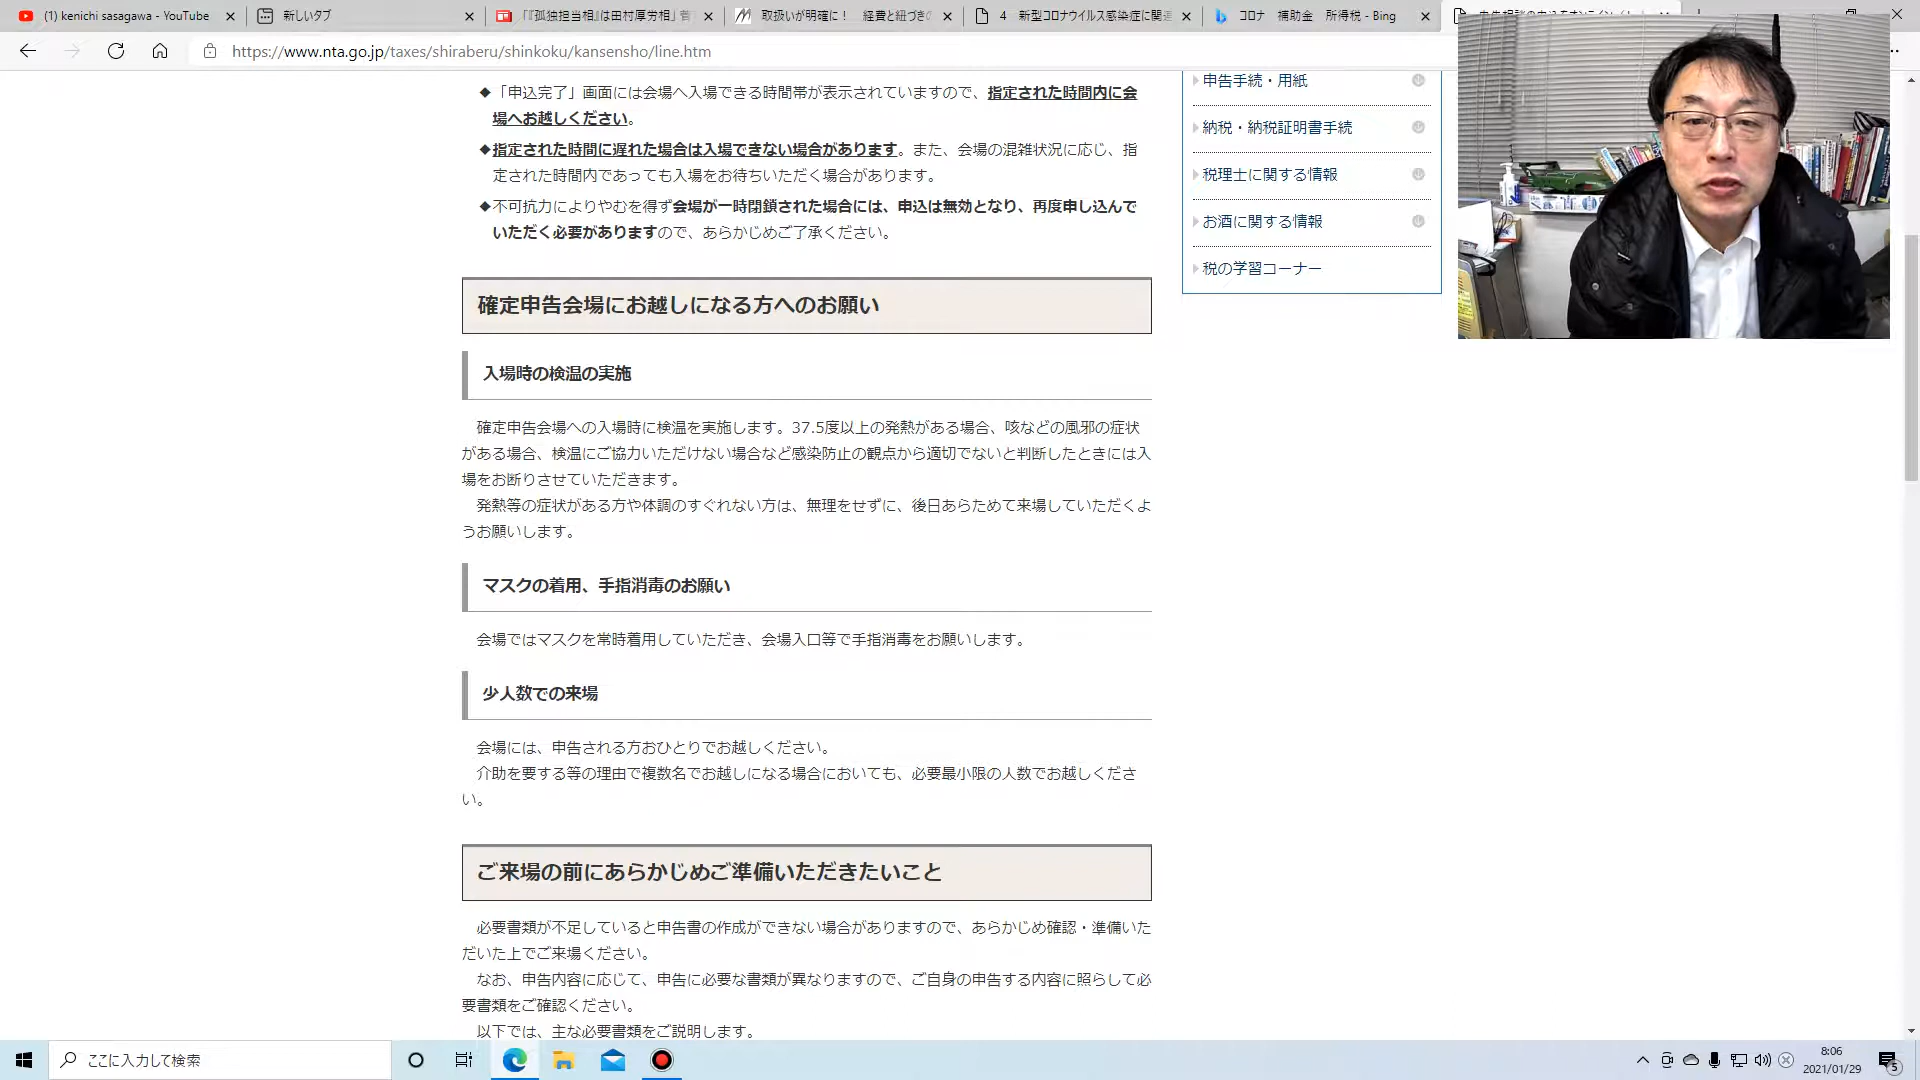 (1) kenichi sasagawa - YouTube
新しいタブ
「『孤独担当相』は田村厚労相」菅
取扱いが明確に！　経費と紐づきの
4　新型コロナウイルス感染症に関連
コロナ　補助金　所得税 - Bing
https://www.nta.go.jp/taxes/shiraberu/shinkoku/kansensho/line.htm
◆「申込完了」画面には会場へ入場できる時間帯が表示されていますので、指定された時間内に会
場へお越しください。
◆指定された時間に遅れた場合は入場できない場合があります。また、会場の混雑状況に応じ、指
定された時間内であっても入場をお待ちいただく場合があります。
◆不可抗力によりやむを得ず会場が一時閉鎖された場合には、申込は無効となり、再度申し込んで
いただく必要がありますので、あらかじめご了承ください。
確定申告会場にお越しになる方へのお願い
入場時の検温の実施
確定申告会場への入場時に検温を実施します。37.5度以上の発熱がある場合、咳などの風邪の症状
がある場合、検温にご協力いただけない場合など感染防止の観点から適切でないと判断したときには入
場をお断りさせていただきます。
発熱等の症状がある方や体調のすぐれない方は、無理をせずに、後日あらためて来場していただくよ
うお願いします。
マスクの着用、手指消毒のお願い
会場ではマスクを常時着用していただき、会場入口等で手指消毒をお願いします。
少人数での来場
会場には、申告される方おひとりでお越しください。
介助を要する等の理由で複数名でお越しになる場合においても、必要最小限の人数でお越しくださ
い。
ご来場の前にあらかじめご準備いただきたいこと
必要書類が不足していると申告書の作成ができない場合がありますので、あらかじめ確認・準備いた
だいた上でご来場ください。
なお、申告内容に応じて、申告に必要な書類が異なりますので、ご自身の申告する内容に照らして必
要書類をご確認ください。
以下では、主な必要書類をご説明します。
申告手続・用紙
納税・納税証明書手続
税理士に関する情報
お酒に関する情報
税の学習コーナー
ここに入力して検索
8:06
2021/01/29
5